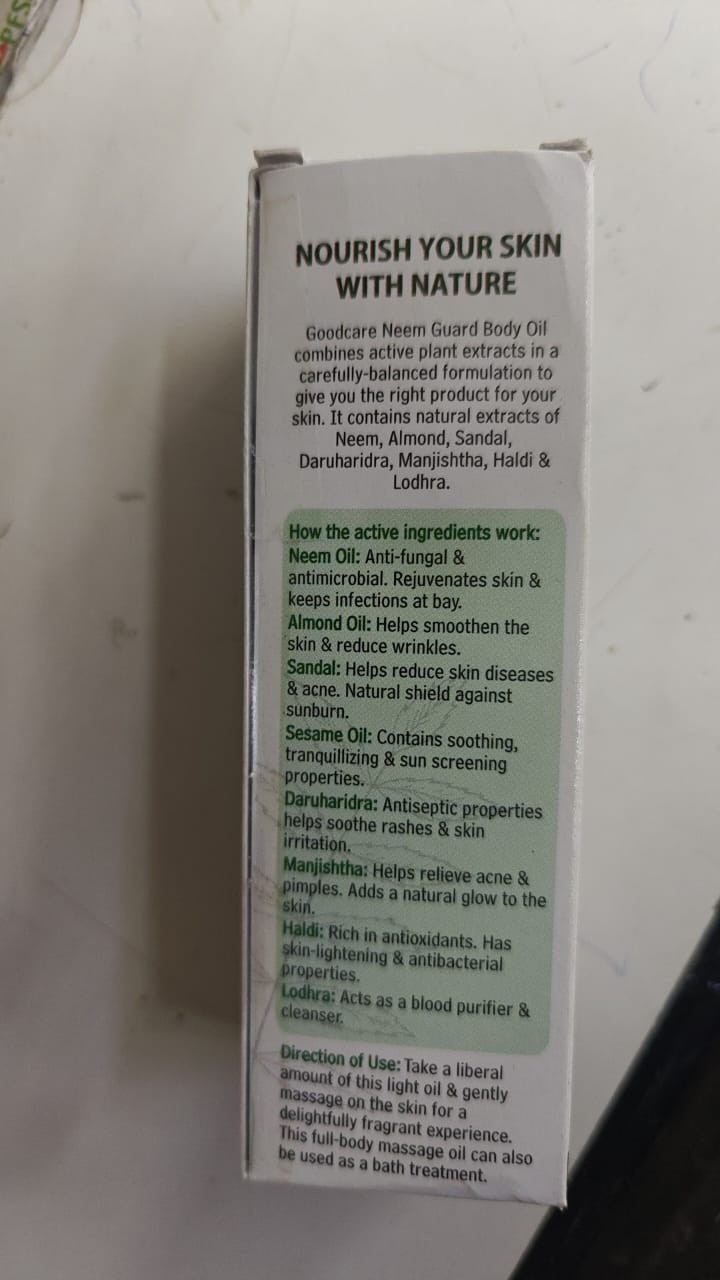 NOURISH YOUR SKIN
WITH NATURE
Goodcare Neem Guard Body Oil
combines active plant extracts in a
carefully-balanced formulation to
give you the right product for your
skin. It contains natural extracts of
Neem, Almond, Sandal,
Daruharidra, Manjishtha, Haldi &
Lodhra.
How the active ingredients work:
Neem Oil: Anti-fungal &
antimicrobial. Rejuvenates skin &
keeps infections at bay.
Almond Oil: Helps smoothen the
skin & reduce wrinkles.
Sandal: Helps reduce skin diseases
& acne. Natural shield against
sunburn.
Sesame Oil: Contains soothing,
tranquillizing & sun screening
properties.
Daruharidra: Antiseptic properties
helps soothe rashes & skin
irritation.
Manjishtha: Helps relieve acne &
pimples. Adds a natural glow to the
skin.
Haldi: Rich in antioxidants. Has
skin-lightening & antibacterial
properties.
Lodhra: Acts as a blood purifier &
cleanser.
Direction of Use: Take a liberal
amount of this light oil & gently
massage on the skin for a
delightfully fragrant experience.
This full-body massage oil can also
be used as a bath treatment.